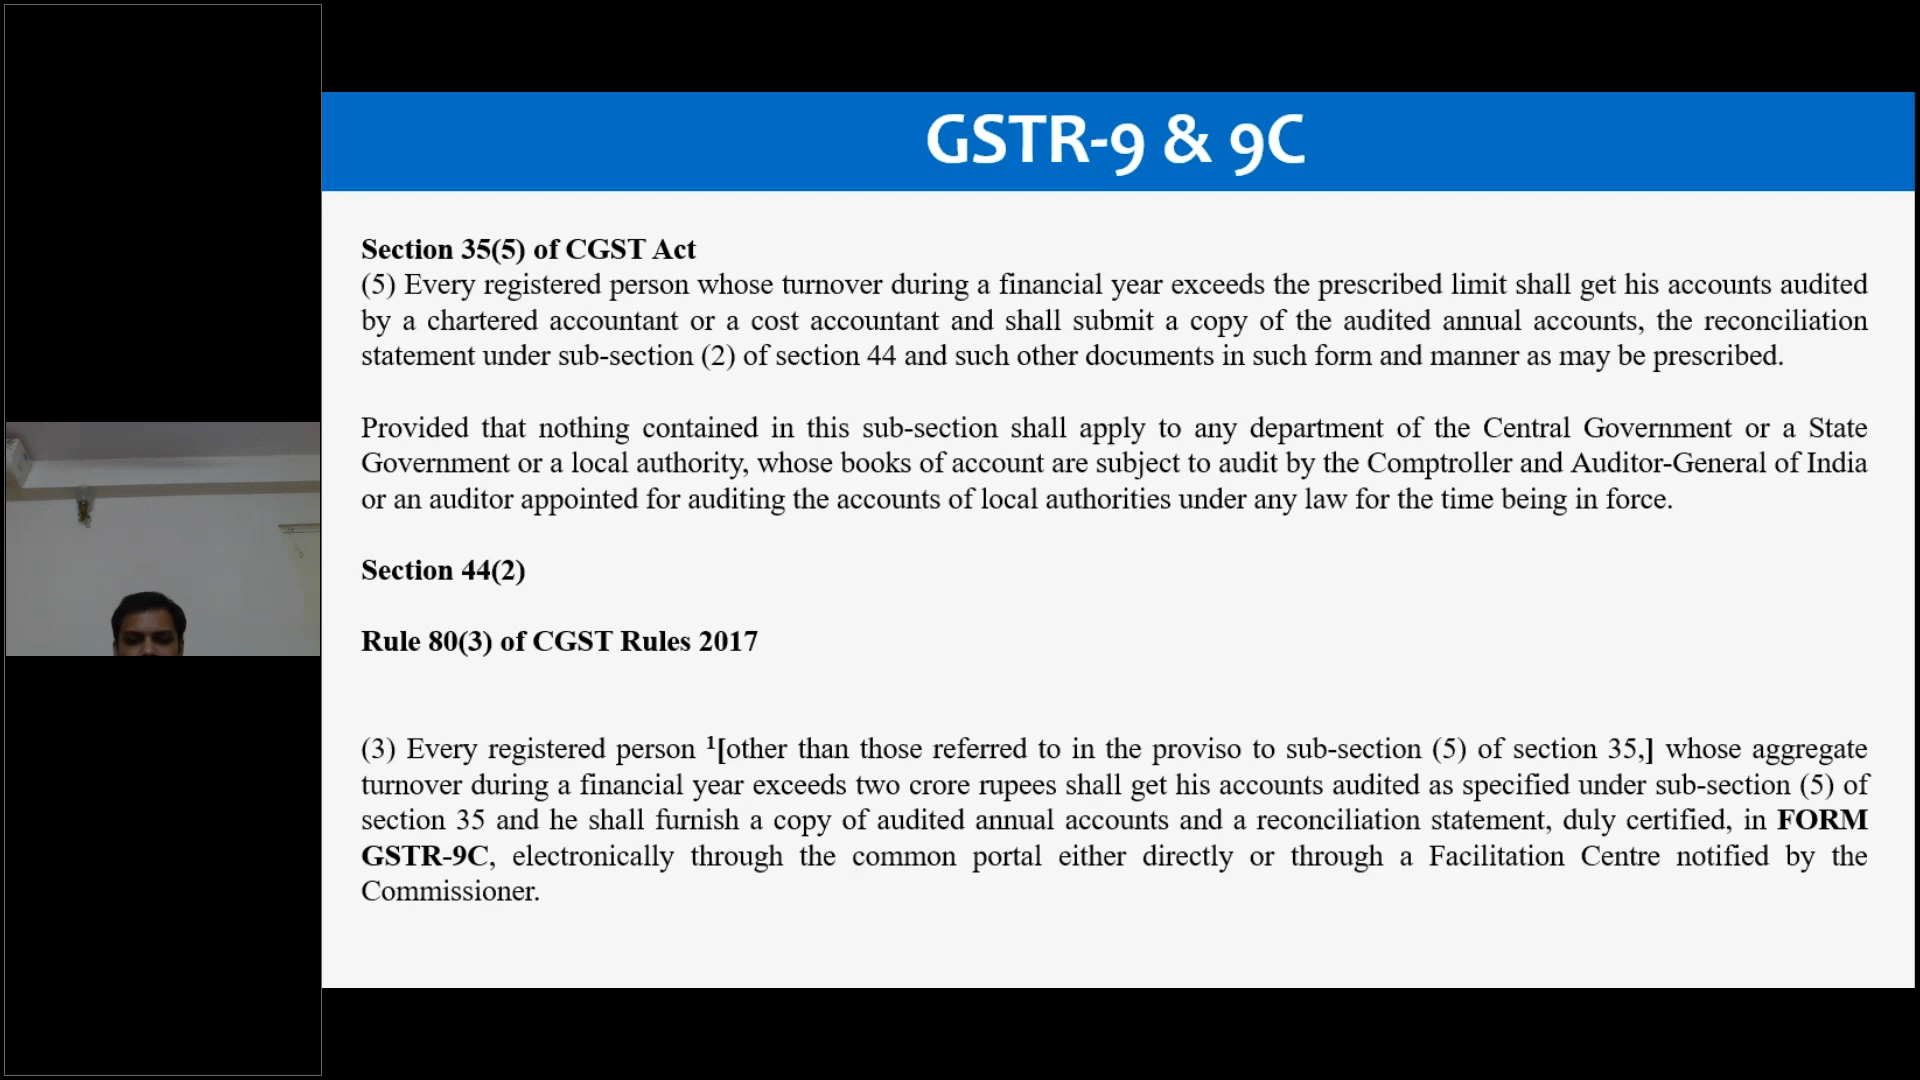 GSTR-9 & 9C
Section 35(5) of CGST Act
(5) Every registered person whose turnover during a financial year exceeds the prescribed limit shall get his accounts audited
by a chartered accountant or a cost accountant and shall submit a copy of the audited annual accounts, the reconciliation
statement under sub-section (2) of section 44 and such other documents in such form and manner as may be prescribed.
Provided that nothing contained in this sub-section shall apply to any department of the Central Government or a State
Government or a local authority, whose books of account are subject to audit by the Comptroller and Auditor-General of India
or an auditor appointed for auditing the accounts of local authorities under any law for the time being in force.
Section 44(2)
Rule 80(3) of CGST Rules 2017
(3) Every registered person ¹[other than those referred to in the proviso to sub-section (5) of section 35,] whose aggregate
turnover during a financial year exceeds two crore rupees shall get his accounts audited as specified under sub-section (5) of
section 35 and he shall furnish a copy of audited annual accounts and a reconciliation statement, duly certified, in FORM
GSTR-9C, electronically through the common portal either directly or through a Facilitation Centre notified by the
Commissioner.